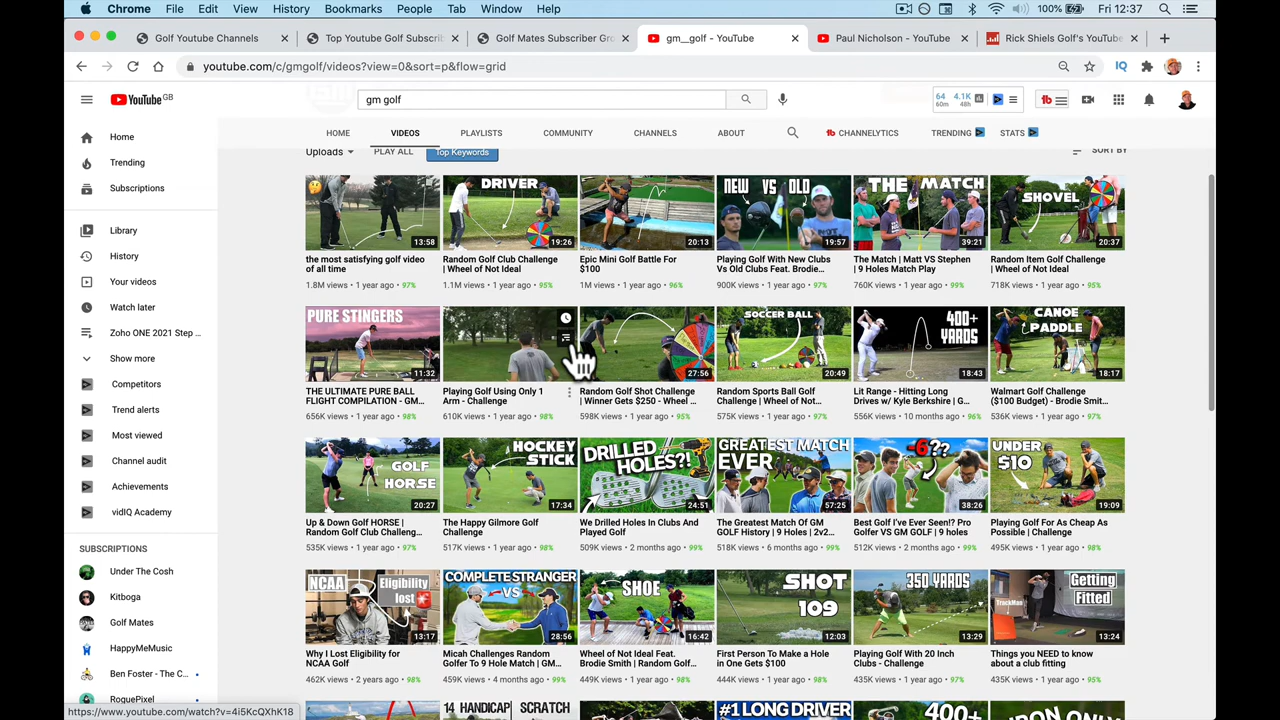 Chrome File Edit View History Bookmarks People Tab Window Help 100% Fri 12:37
Golf Youtube Channels
Top Youtube Golf Subscrib
Golf Mates Subscriber Gro
gm__golf - YouTube
Paul Nicholson - YouTube
Rick Shiels Golf's YouTube
youtube.com/c/gmgolf/videos?view=0&sort=p&flow=grid
YouTube GB
gm golf
64 60m 4.1K 48h
HOME VIDEOS PLAYLISTS COMMUNITY CHANNELS ABOUT CHANNELYTICS TRENDING STATS
Uploads PLAY ALL Top Keywords SORT BY
Home
Trending
Subscriptions
Library
History
Your videos
Watch later
Zoho ONE 2021 Step ...
Show more
Competitors
Trend alerts
Most viewed
Channel audit
Achievements
vidIQ Academy
SUBSCRIPTIONS
Under The Cosh
Kitboga
Golf Mates
HappyMeMusic
Ben Foster - The C...
RoguePixel
13:58
the most satisfying golf video
of all time
1.8M views • 1 year ago 97%
DRIVER
19:26
Random Golf Club Challenge
| Wheel of Not Ideal
1.1M views • 1 year ago 95%
20:13
Epic Mini Golf Battle For
$100
1M views • 1 year ago 96%
NEW VS OLD
19:57
Playing Golf With New Clubs
Vs Old Clubs Feat. Brodie...
900K views • 1 year ago 97%
THE MATCH
39:21
The Match | Matt VS Stephen
| 9 Holes Match Play
760K views • 1 year ago 99%
SHOVEL
20:37
Random Item Golf Challenge
| Wheel of Not Ideal
718K views • 1 year ago 95%
PURE STINGERS
11:32
THE ULTIMATE PURE BALL
FLIGHT COMPILATION - GM...
656K views • 1 year ago 98%
Playing Golf Using Only 1
Arm - Challenge
610K views • 1 year ago 98%
27:56
Random Golf Shot Challenge
| Winner Gets $250 - Wheel ...
598K views • 1 year ago 95%
SOCCER BALL
20:49
Random Sports Ball Golf
Challenge | Wheel of Not...
575K views • 1 year ago 97%
400+
YARDS
18:43
Lit Range - Hitting Long
Drives w/ Kyle Berkshire | G...
556K views • 10 months ago 96%
CANOE
PADDLE
18:17
Walmart Golf Challenge
($100 Budget) - Brodie Smit...
536K views • 1 year ago 97%
GOLF
HORSE
20:27
Up & Down Golf HORSE |
Random Golf Club Challeng...
535K views • 1 year ago 97%
HOCKEY
STICK
17:34
The Happy Gilmore Golf
Challenge
517K views • 1 year ago 98%
DRILLED
HOLES?!
24:51
We Drilled Holes In Clubs And
Played Golf
509K views • 2 months ago 99%
GREATEST MATCH
EVER
57:25
The Greatest Match Of GM
GOLF History | 9 Holes | 2v2...
518K views • 6 months ago 99%
-6??
38:26
Best Golf I've Ever Seen!? Pro
Golfer VS GM GOLF | 9 holes
512K views • 2 months ago 99%
UNDER
$10
19:09
Playing Golf For As Cheap As
Possible | Challenge
495K views • 1 year ago 98%
NCAA
Eligibility
lost
13:17
Why I Lost Eligibility for
NCAA Golf
462K views • 2 years ago 98%
COMPLETE STRANGER
VS
28:56
Micah Challenges Random
Golfer To 9 Hole Match | GM...
459K views • 4 months ago 99%
SHOE
16:42
Wheel of Not Ideal Feat.
Brodie Smith | Random Golf...
449K views • 1 year ago 98%
SHOT
109
12:03
First Person To Make a Hole
in One Gets $100
444K views • 1 year ago 98%
350 YARDS
13:29
Playing Golf With 20 Inch
Clubs - Challenge
435K views • 1 year ago 97%
Getting
Fitted
TrackMan
13:24
Things you NEED to know
about a club fitting
435K views • 1 year ago 95%
14 HANDICAP SCRATCH
#1 LONG DRIVER
400+
IRON ONLY
https://www.youtube.com/watch?v=4i5KcQXhK18